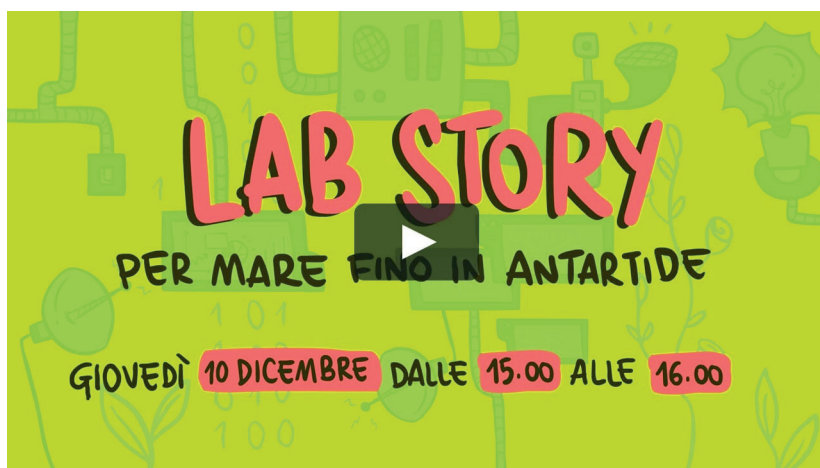 LAB STORY
PER MARE FINO IN ANTARTIDE
GIOVEDÌ 10 DICEMBRE DALLE 15.00 ALLE 16.00